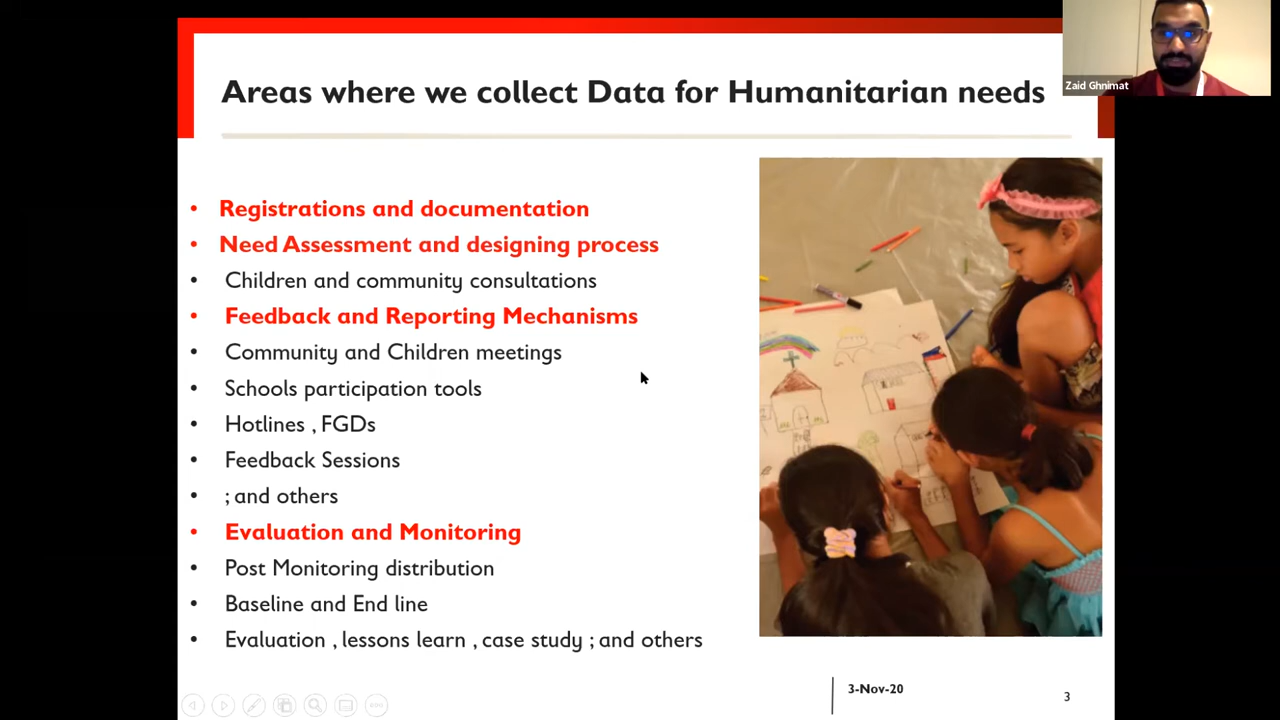 Areas where we collect Data for Humanitarian needs
Zaid Ghnimat
• Registrations and documentation
• Need Assessment and designing process
• Children and community consultations
• Feedback and Reporting Mechanisms
• Community and Children meetings
• Schools participation tools
• Hotlines , FGDs
• Feedback Sessions
• ; and others
• Evaluation and Monitoring
• Post Monitoring distribution
• Baseline and End line
• Evaluation , lessons learn , case study ; and others
3-Nov-20
3